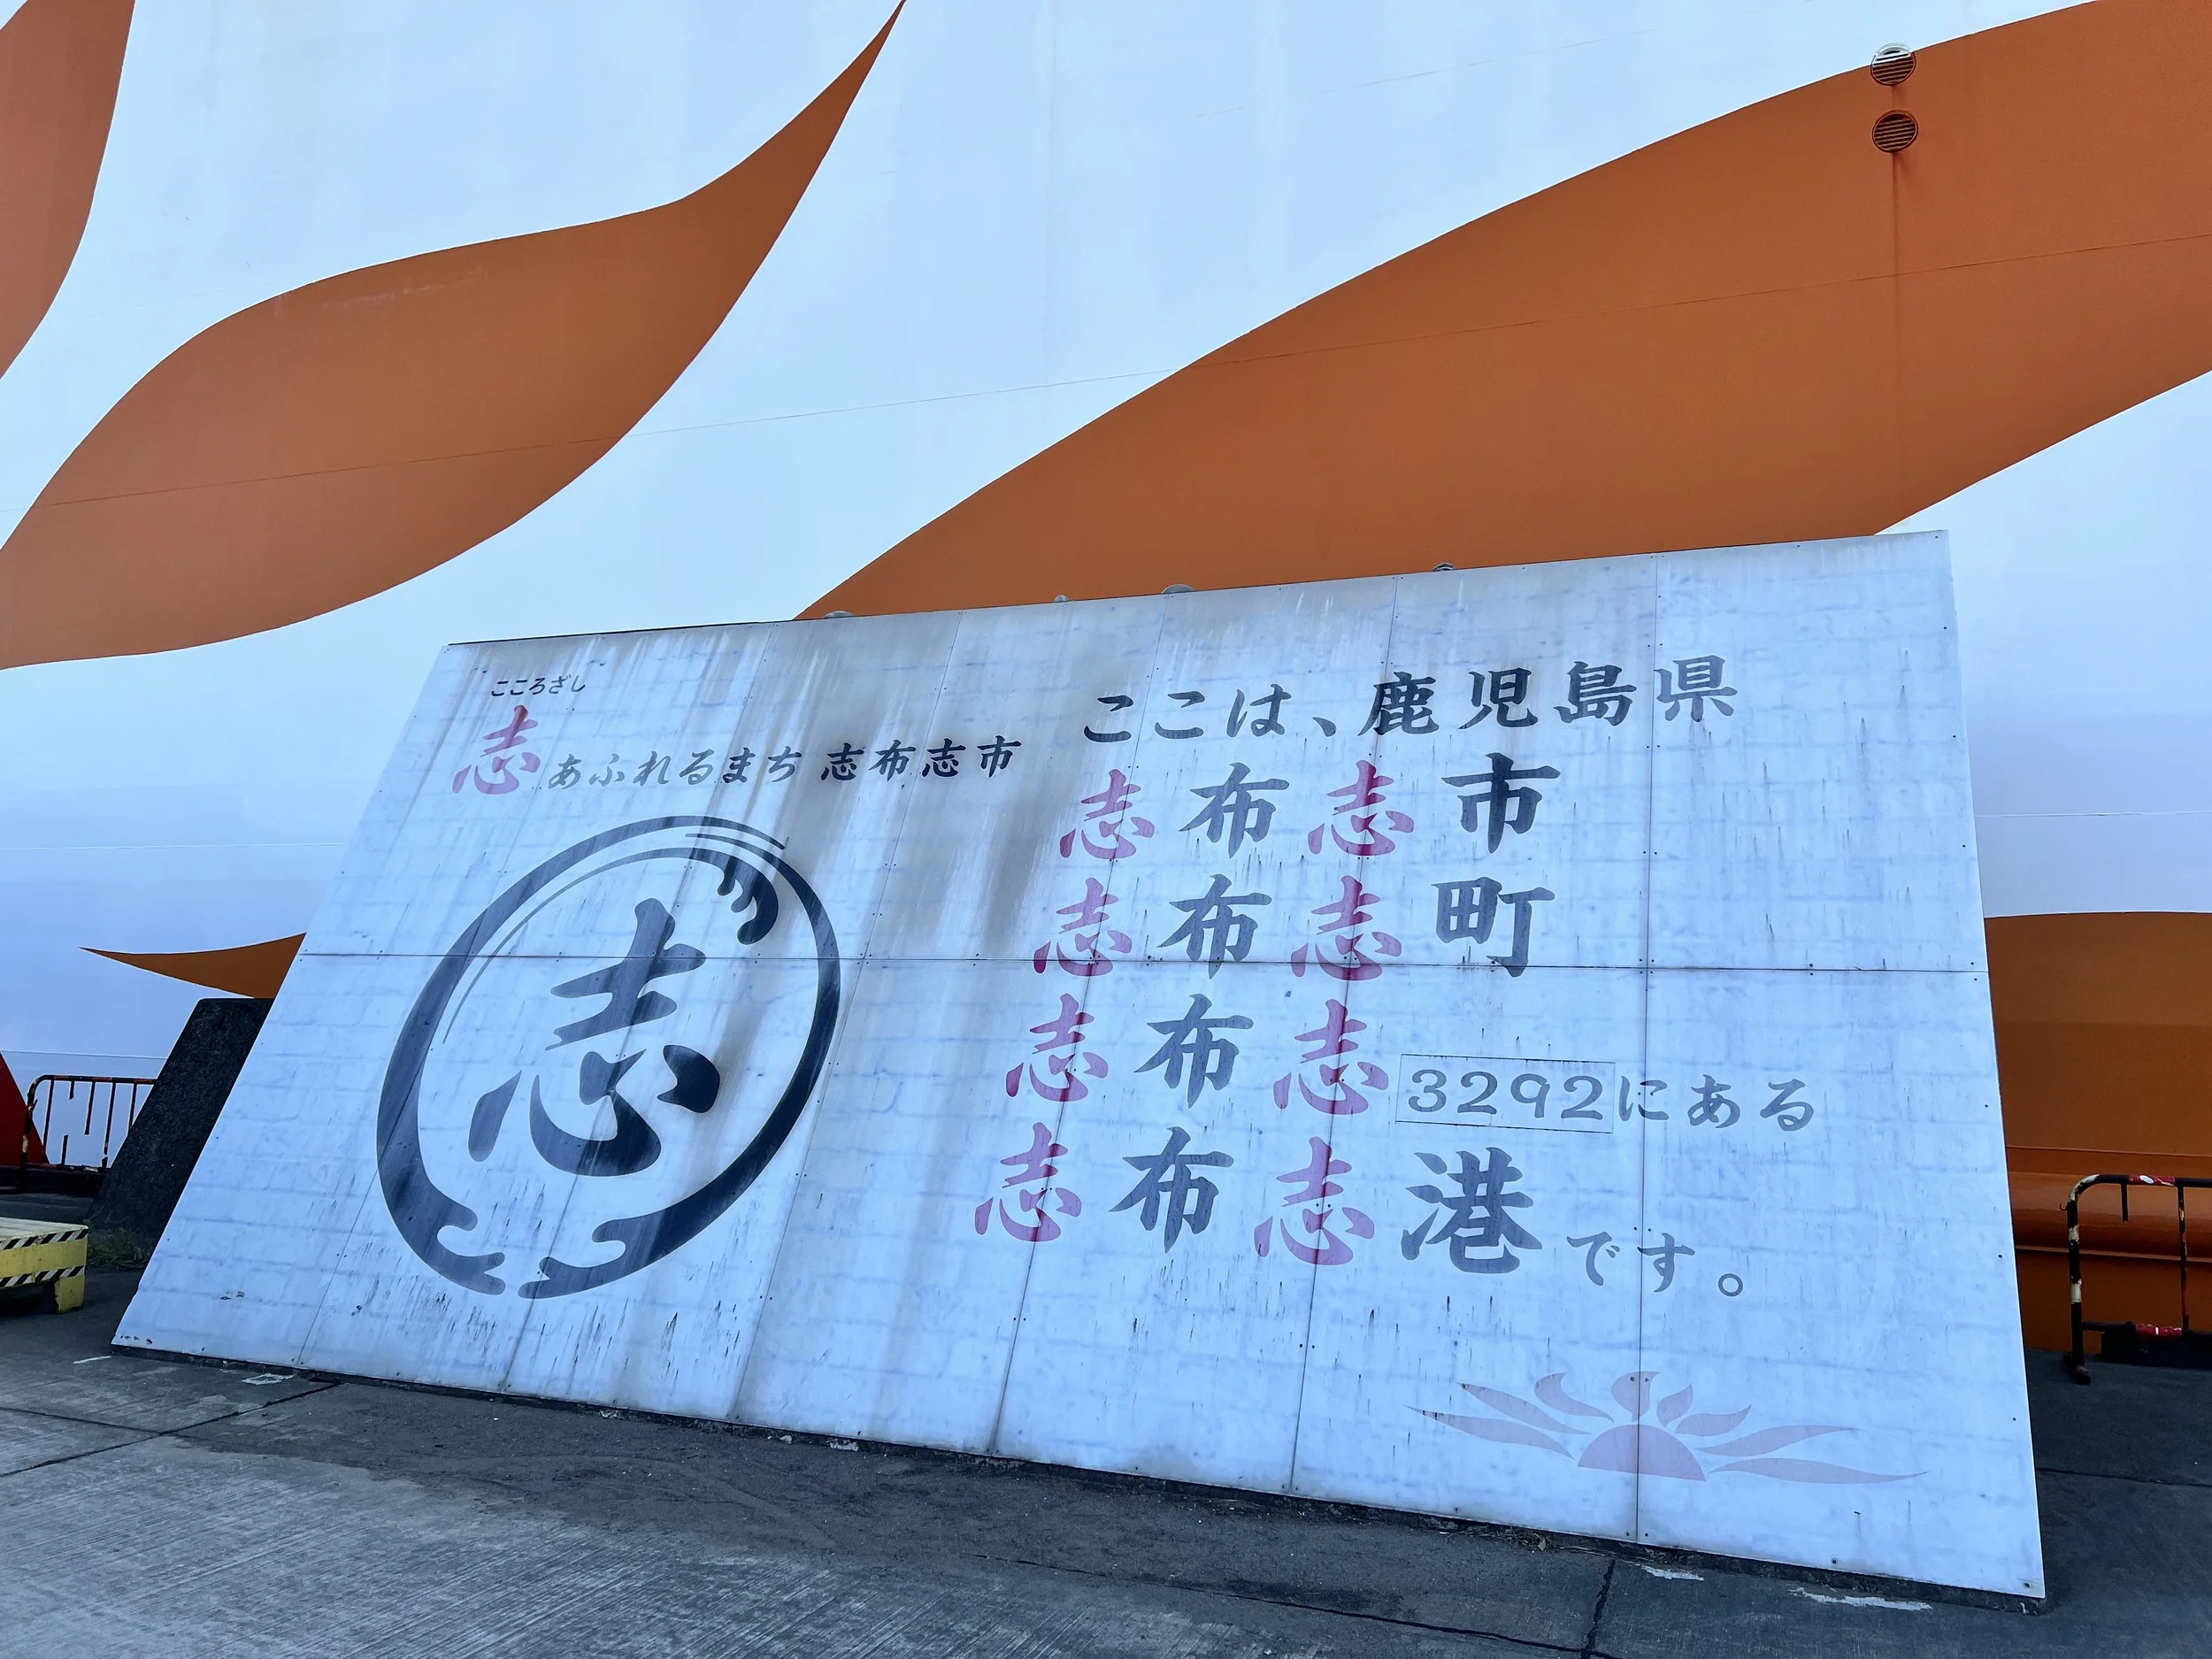 こころざし
志あふれるまち 志布志市
志
ここは、鹿児島県
志布志市
志布志町
志布志3292にある
志布志港です。